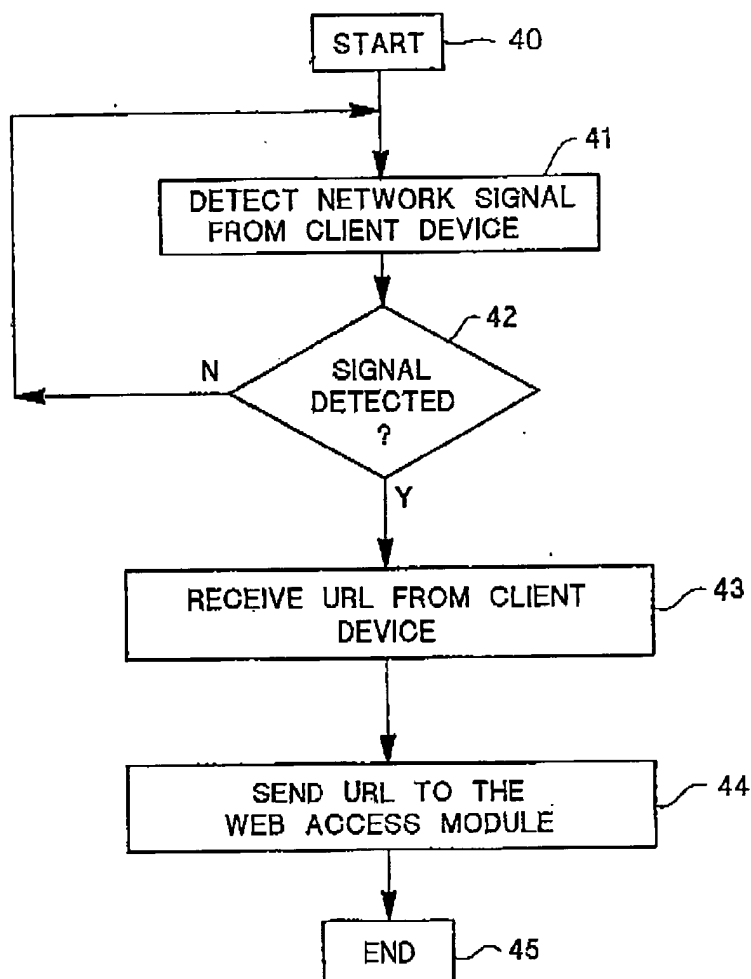 START
40
41
DETECT NETWORK SIGNAL
FROM CLIENT DEVICE
42
N
SIGNAL
DETECTED
?
Y
RECEIVE URL FROM CLIENT
DEVICE
43
SEND URL TO THE
WEB ACCESS MODULE
44
END
45